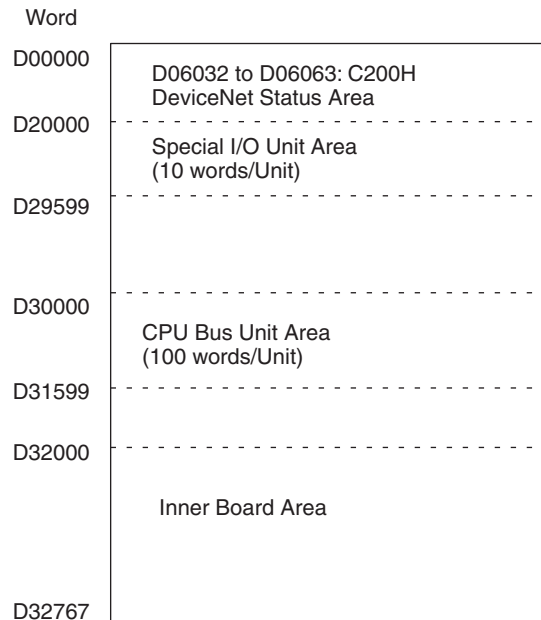 Word
D00000
D06032 to D06063: C200H
DeviceNet Status Area
D20000
Special I/O Unit Area
(10 words/Unit)
D29599
D30000
CPU Bus Unit Area
(100 words/Unit)
D31599
D32000
Inner Board Area
D32767